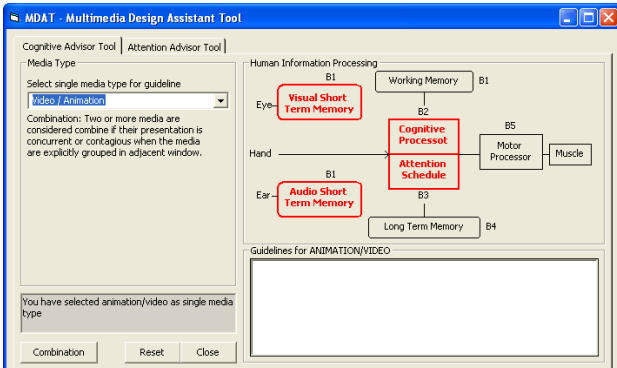 MDAT - Multimedia Design Assistant Tool
Cognitive Advisor Tool Attention Advisor Tool
Media Type
Select single media type for guideline
Video / Animation
Combination: Two or more media are
considered combine if their presentation is
concurrent or contagious when the media
are explicitly grouped in adjacent window.
You have selected animation/video as single media
type
Combination Reset Close
Human Information Processing
B1
Working Memory B1
Eye
Visual Short
Term Memory
B2
Cognitive
Processot
B5
Hand
Motor
Processor
Muscle
Attention
Schedule
B1
Ear
Audio Short
Term Memory
B3
Long Term Memory B4
Guidelines for ANIMATION/VIDEO